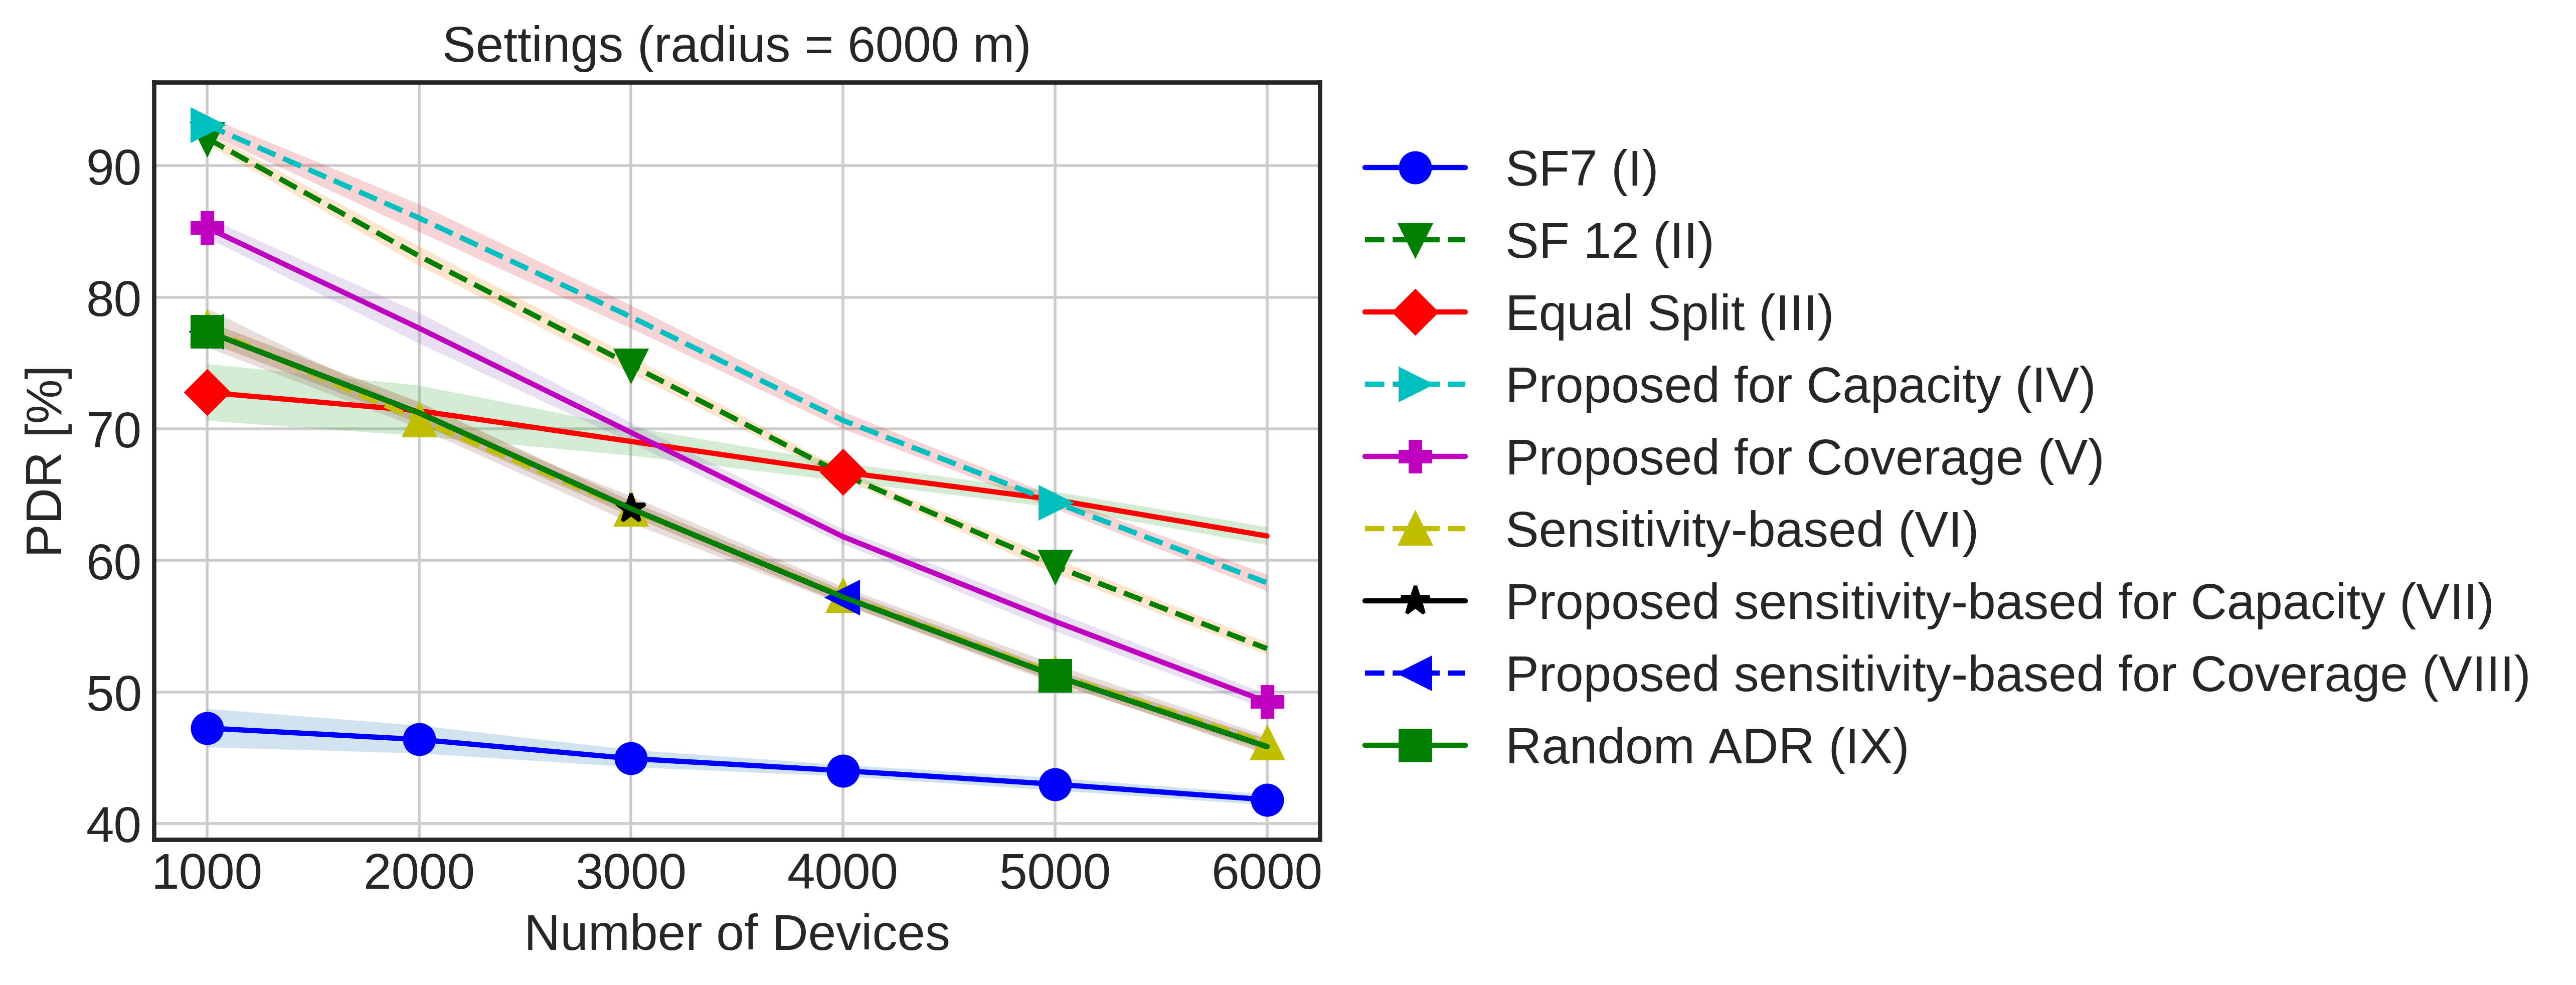 Settings (radius = 6000 m)
PDR [%]
90
80
70
60
50
40
1000 2000 3000 4000 5000 6000
Number of Devices
SF7 (I)
SF 12 (II)
Equal Split (III)
Proposed for Capacity (IV)
Proposed for Coverage (V)
Sensitivity-based (VI)
Proposed sensitivity-based for Capacity (VII)
Proposed sensitivity-based for Coverage (VIII)
Random ADR (IX)